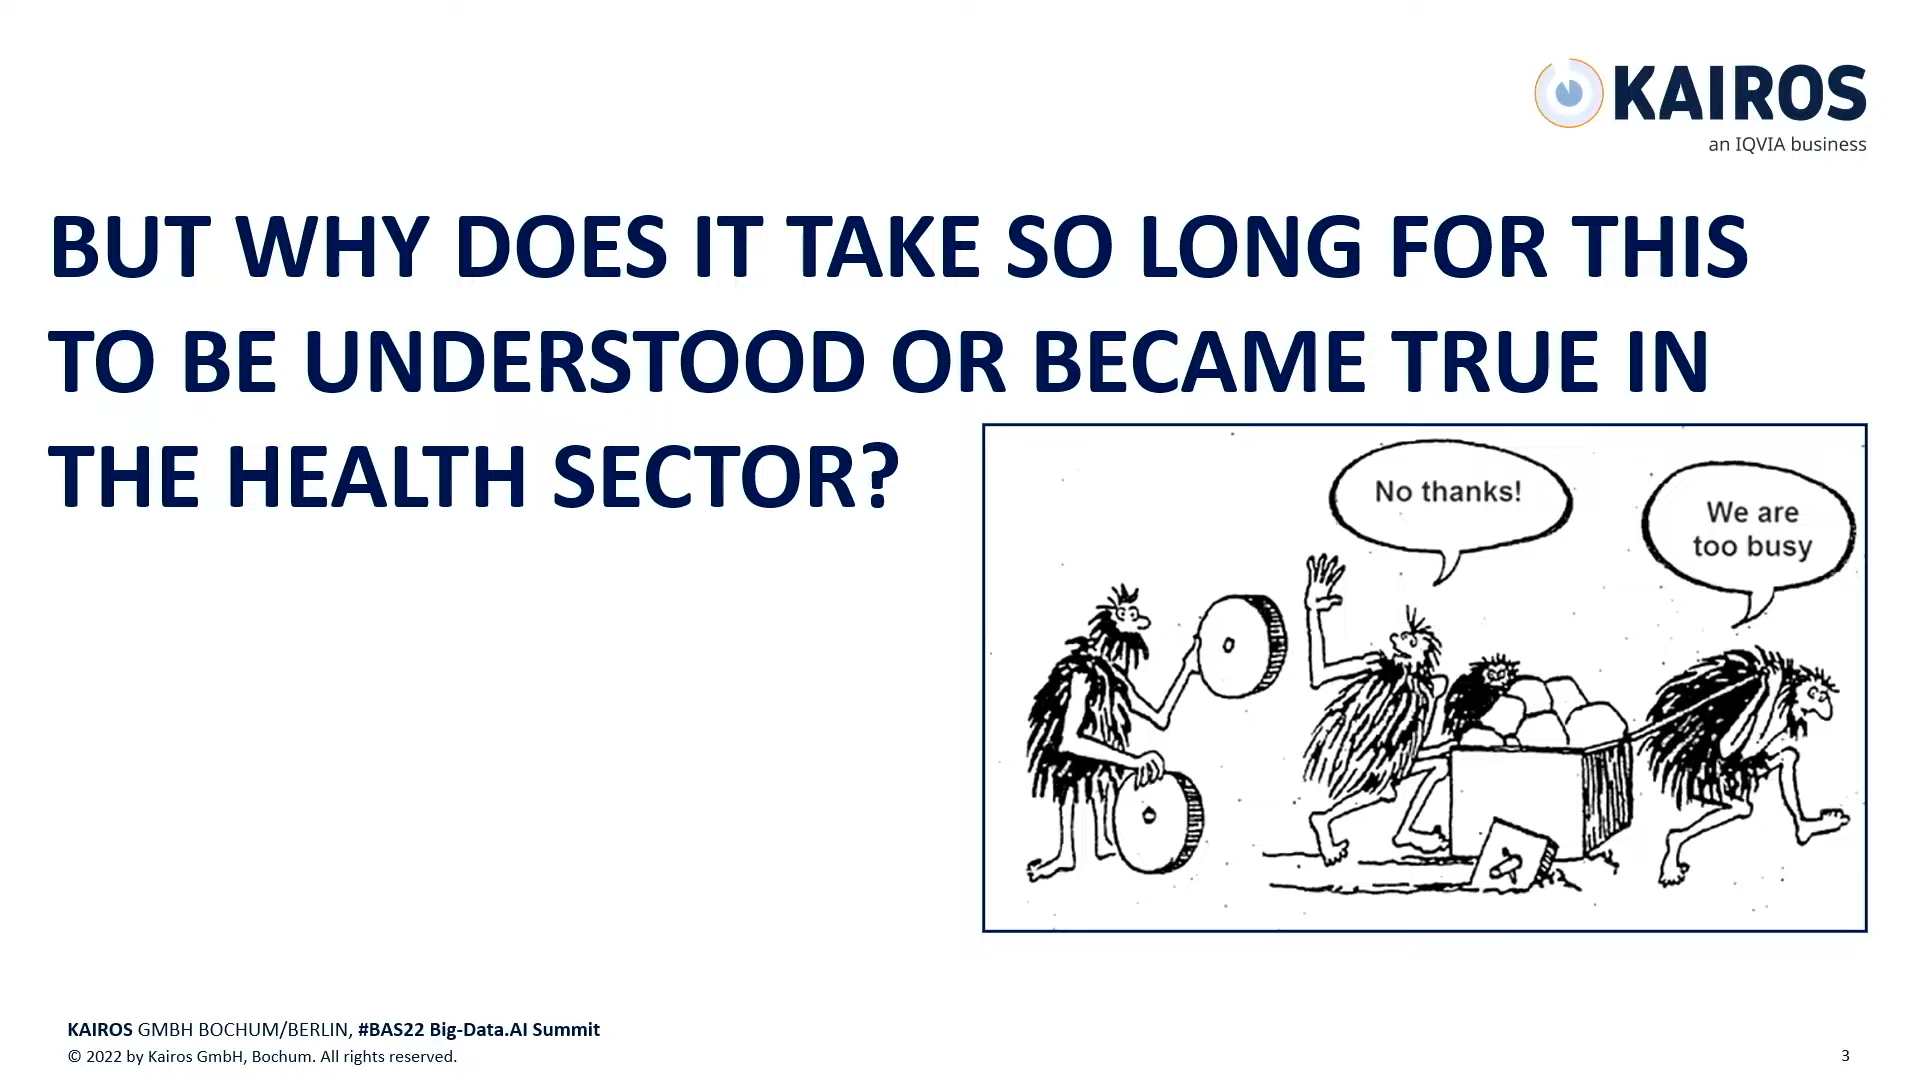 KAIROS
an IQVIA business
BUT WHY DOES IT TAKE SO LONG FOR THIS
TO BE UNDERSTOOD OR BECAME TRUE IN
THE HEALTH SECTOR?
No thanks!
We are
too busy
KAIROS GMBH BOCHUM/BERLIN, #BAS22 Big-Data.AI Summit
© 2022 by Kairos GmbH, Bochum. All rights reserved.
3